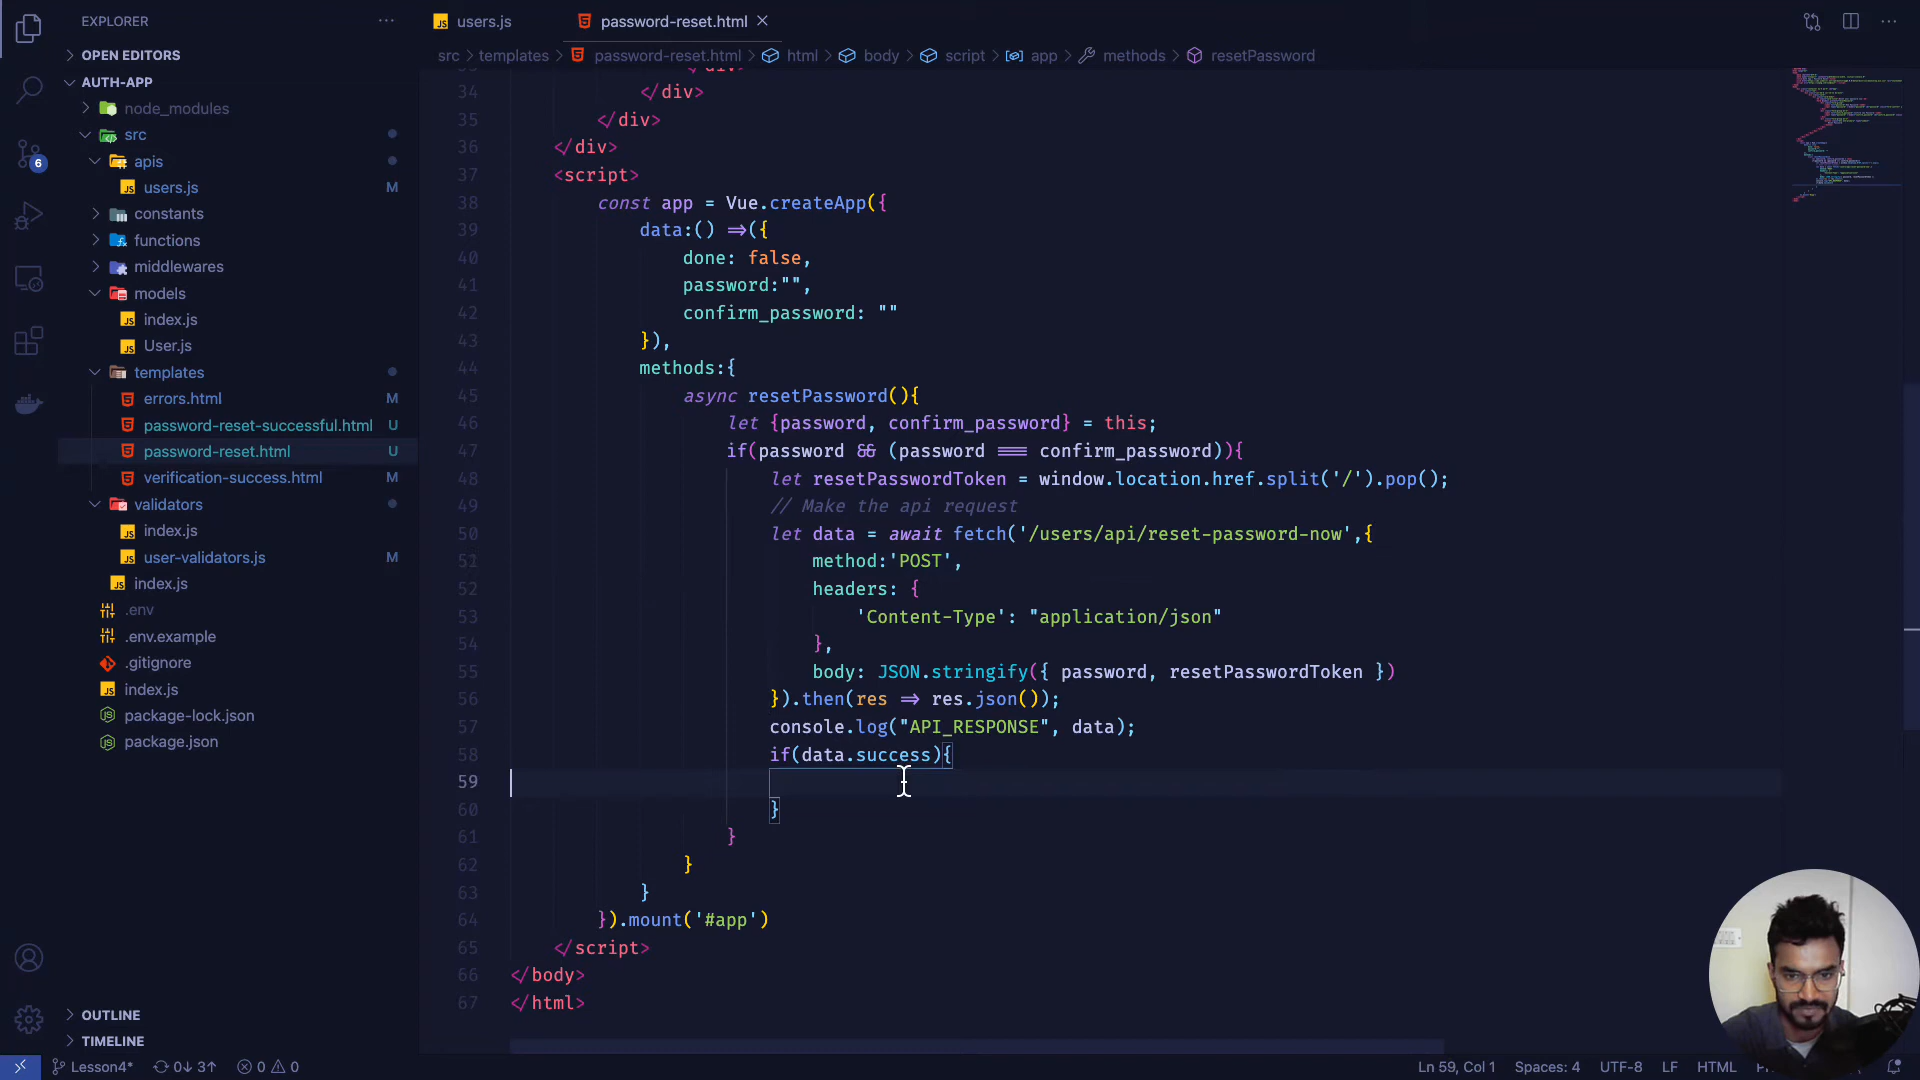 EXPLORER
users.js
password-reset.html
OPEN EDITORS
src > templates > password-reset.html > html > body > script > app > methods > resetPassword
AUTH-APP
node_modules
src
apis
users.js M
constants
functions
middlewares
models
index.js
User.js
templates
errors.html M
password-reset-successful.html U
password-reset.html U
verification-success.html M
validators
index.js
user-validators.js M
index.js
.env
.env.example
.gitignore
index.js
package-lock.json
package.json
OUTLINE
TIMELINE
6
34 </div>
35 </div>
36 </div>
37 <script>
38 const app = Vue.createApp({
39 data:() =>({
40 done: false,
41 password:"",
42 confirm_password: ""
43 }),
44 methods:{
45 async resetPassword(){
46 let {password, confirm_password} = this;
47 if(password && (password === confirm_password)){
48 let resetPasswordToken = window.location.href.split('/').pop();
49 // Make the api request
50 let data = await fetch('/users/api/reset-password-now',{
51 method:'POST',
52 headers: {
53 'Content-Type': "application/json"
54 },
55 body: JSON.stringify({ password, resetPasswordToken })
56 }).then(res => res.json());
57 console.log("API_RESPONSE", data);
58 if(data.success){
59
60 }
61 }
62 }
63 }
64 }).mount('#app')
65 </script>
66 </body>
67 </html>
Lesson4* 0↓ 3↑ 0 0
Ln 59, Col 1 Spaces: 4 UTF-8 LF HTML